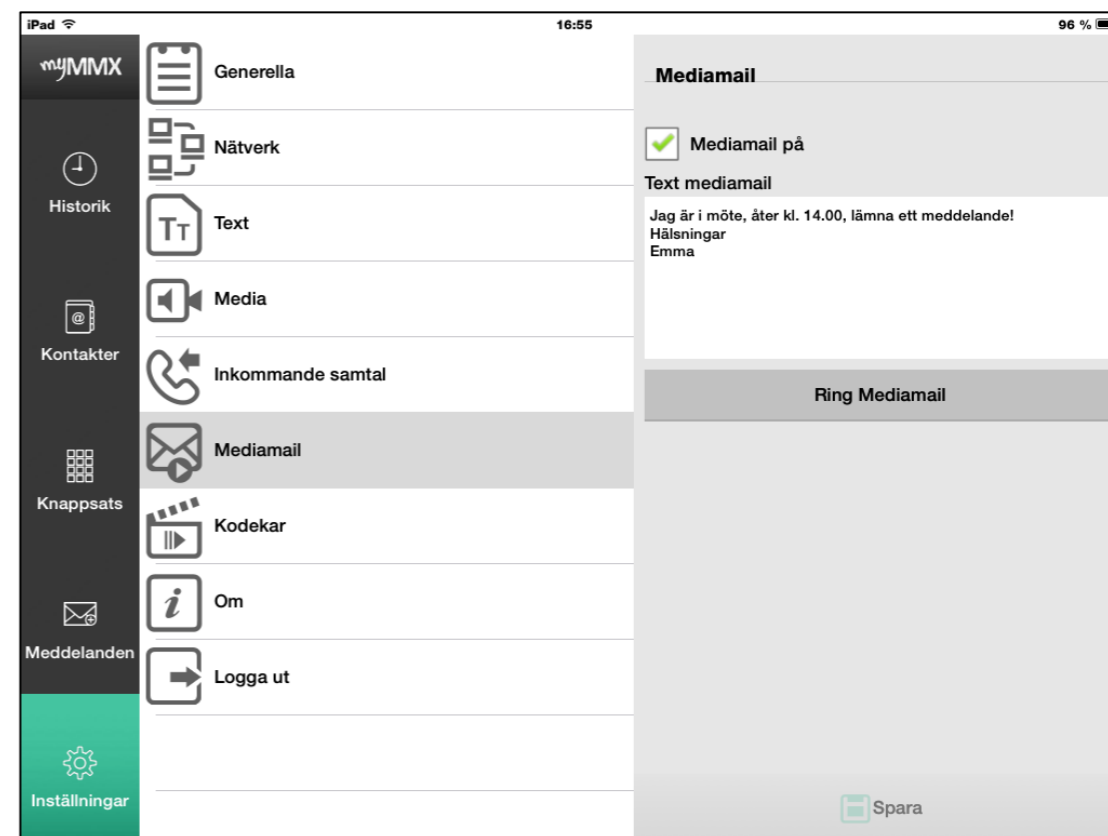 iPad 16:55 96 %
myMMX
Historik
Kontakter
Knappsats
Meddelanden
Inställningar
Generella
Nätverk
Text
Media
Inkommande samtal
Mediamail
Kodekar
Om
Logga ut
Mediamail
Mediamail på
Text mediamail
Jag är i möte, åter kl. 14.00, lämna ett meddelande!
Hälsningar
Emma
Ring Mediamail
Spara